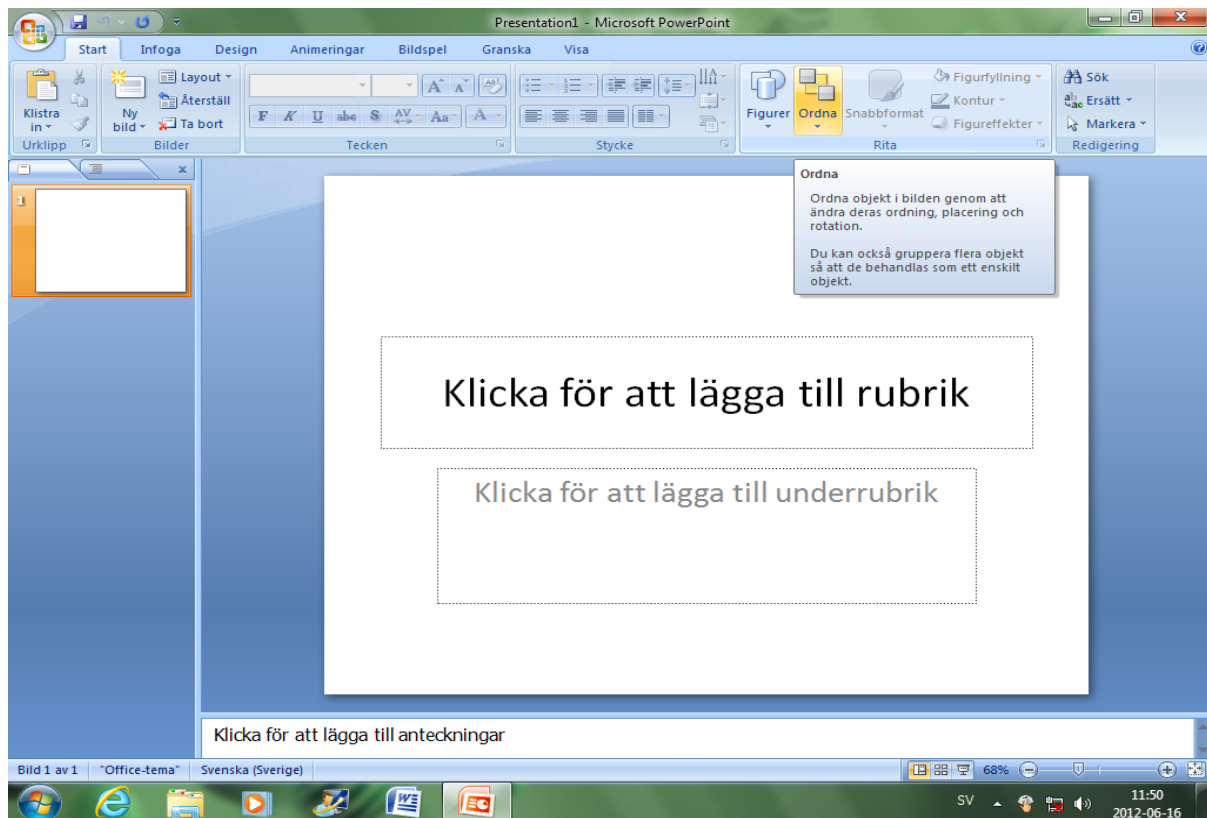 Presentation1 - Microsoft PowerPoint
Start Infoga Design Animeringar Bildspel Granska Visa
Klistra in
Urklipp
Ny bild
Layout
Återställ
Ta bort
Bilder
F K U abe S AV Aa A
Tecken
Stycke
Figurer
Ordna
Snabbformat
Figurfyllning
Kontur
Figureffekter
Rita
Sök
Ersätt
Markera
Redigering
Ordna
Ordna objekt i bilden genom att
ändra deras ordning, placering och
rotation.
Du kan också gruppera flera objekt
så att de behandlas som ett enskilt
objekt.
1
Klicka för att lägga till rubrik
Klicka för att lägga till underrubrik
Klicka för att lägga till anteckningar
Bild 1 av 1 "Office-tema" Svenska (Sverige) 68%
SV 11:50
2012-06-16